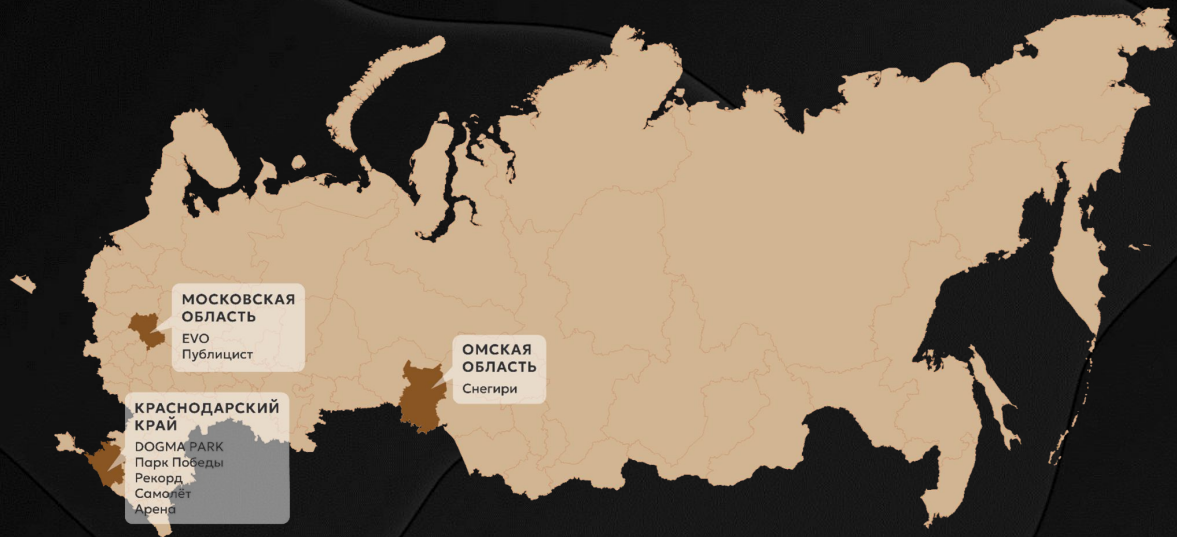 МОСКОВСКАЯ
ОБЛАСТЬ
EVO
Публицист
ОМСКАЯ
ОБЛАСТЬ
Снегири
КРАСНОДАРСКИЙ
КРАЙ
DOGMA PARK
Парк Победы
Рекорд
Самолёт
Арена